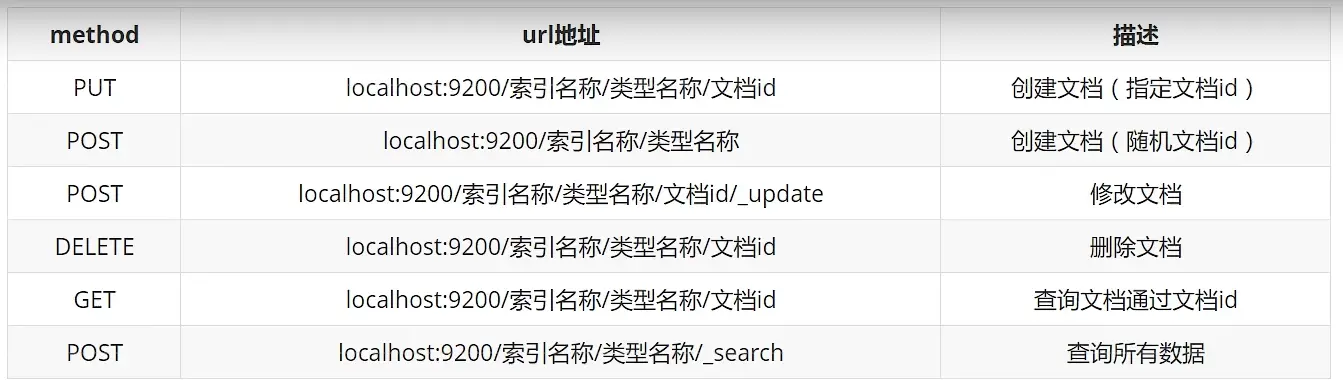 method url地址 描述
PUT localhost:9200/索引名称/类型名称/文档id 创建文档（指定文档id）
POST localhost:9200/索引名称/类型名称 创建文档（随机文档id）
POST localhost:9200/索引名称/类型名称/文档id/_update 修改文档
DELETE localhost:9200/索引名称/类型名称/文档id 删除文档
GET localhost:9200/索引名称/类型名称/文档id 查询文档通过文档id
POST localhost:9200/索引名称/类型名称/_search 查询所有数据